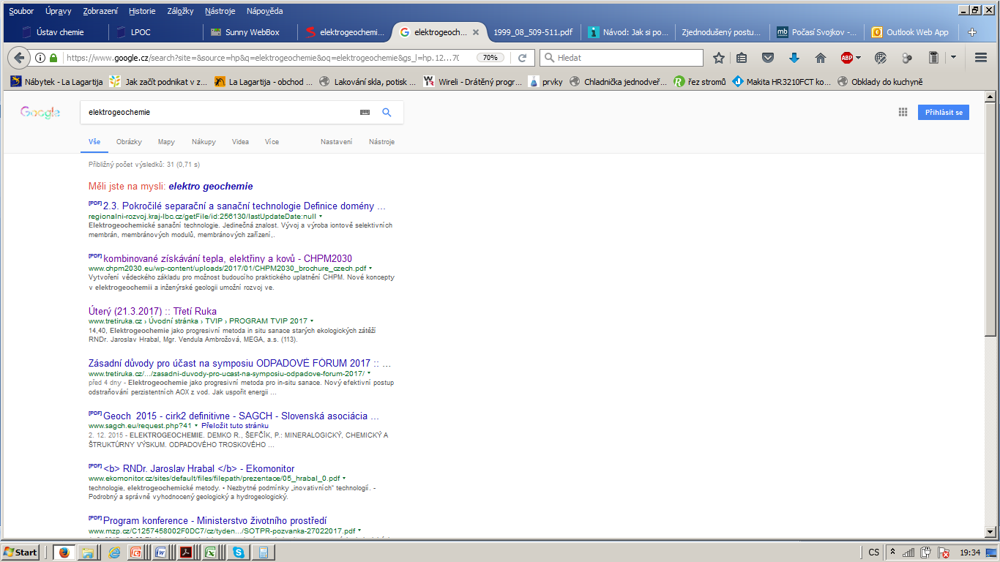 Soubor Úpravy Zobrazení Historie Záložky Nástroje Nápověda
Ústav chemie LPOC Sunny WebBox elektrogeochemi... elektrogeoch... 1999_08_509-511.pdf Návod: Jak si po... Zjednodušený postu... Počasí Svojkov -... Outlook Web App
https://www.google.cz/search?site=&source=hp&q=elektrogeochemie&oq=elektrogeochemie&gs_l=hp.12...70 70% Hledat
Nábytek - La Lagartija Jak začít podnikat v z... La Lagartija - obchod ... Lakování skla, potisk ... Wireli - Drátěný progr... prvky Chladnička jednodveř... řez stromů Makita HR3210FCT ko... Obklady do kuchyně
Google elektrogeochemie Přihlásit se
Vše Obrázky Mapy Nákupy Videa Více Nastavení Nástroje
Přibližný počet výsledků: 31 (0,71 s)
Měli jste na mysli: elektro geochemie
[PDF] 2.3. Pokročilé separační a sanační technologie Definice domény ...
regionalni-rozvoj.kraj-lbc.cz/getFile/id:256130/lastUpdateDate:null
Elektrogeochemické sanační technologie. Jedinečná znalost. Vývoj a výroba iontově selektivních
membrán, membránových modulů, membránových zařízení,.
[PDF] kombinované získávání tepla, elektřiny a kovů - CHPM2030
www.chpm2030.eu/wp-content/uploads/2017/01/CHPM2030_brochure_czech.pdf
Vytvoření vědeckého základu pro možnost budoucího praktického uplatnění CHPM. Nové koncepty
v elektrogeochemii a inženýrské geologii umožní rozvoj ve.
Úterý (21.3.2017) :: Třetí Ruka
www.tretiruka.cz › Úvodní stránka › TVIP › PROGRAM TVIP 2017
14,40, Elektrogeochemie jako progresivní metoda in situ sanace starých ekologických zátěží
RNDr. Jaroslav Hrabal, Mgr. Vendula Ambrožová, MEGA, a.s. (113).
Zásadní důvody pro účast na symposiu ODPADOVÉ FÓRUM 2017 :: ...
www.tretiruka.cz/.../zasadni-duvody-pro-ucast-na-symposiu-odpadove-forum-2017/
před 4 dny - Elektrogeochemie jako progresivní metoda pro in-situ sanace. Nový efektivní postup
odstraňování perzistentních AOX z vod. Jak uspořit energii ...
[PDF] Geoch 2015 - cirk2 definitivne - SAGCH - Slovenská asociácia ...
www.sagch.eu/request.php?41 Přeložit tuto stránku
2. 12. 2015 - ELEKTROGEOCHEMIE. DEMKO R., ŠEFČÍK, P.: MINERALOGICKÝ, CHEMICKÝ A
ŠTRUKTÚRNY VÝSKUM. ODPADOVÉHO TROSKOVÉHO ...
[PDF] <b> RNDr. Jaroslav Hrabal </b> - Ekomonitor
www.ekomonitor.cz/sites/default/files/filepath/prezentace/05_hrabal_0.pdf
technologie, elektrogeochemické metody. • Nezbytné podmínky „inovativních“ technologií. -
Podrobný a správně vyhodnocený geologický a hydrogeologický.
[PDF] Program konference - Ministerstvo životního prostředí
www.mzp.cz/C1257458002F0DC7/cz/tyden.../SOTPR-pozvanka-27022017.pdf
Start CS 19:34